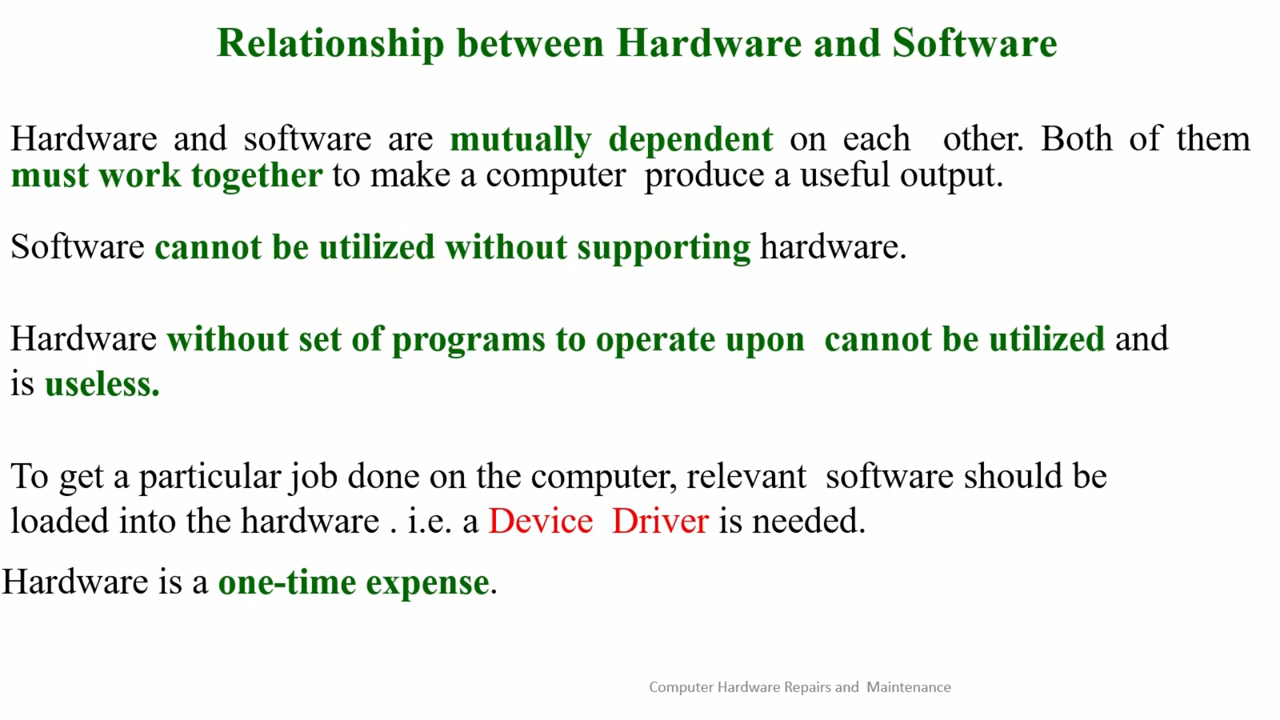 Relationship between Hardware and Software
Hardware and software are mutually dependent on each other. Both of them
must work together to make a computer produce a useful output.
Software cannot be utilized without supporting hardware.
Hardware without set of programs to operate upon cannot be utilized and
is useless.
To get a particular job done on the computer, relevant software should be
loaded into the hardware . i.e. a Device Driver is needed.
Hardware is a one-time expense.
Computer Hardware Repairs and Maintenance